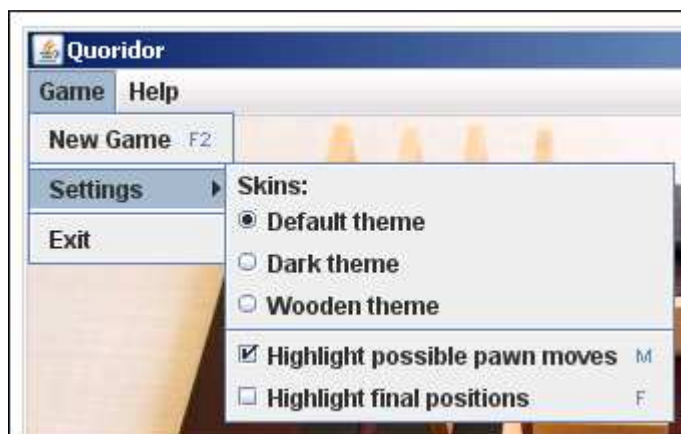 Quoridor
Game Help
New Game F2
Settings
Exit
Skins:
Default theme
Dark theme
Wooden theme
Highlight possible pawn moves M
Highlight final positions F